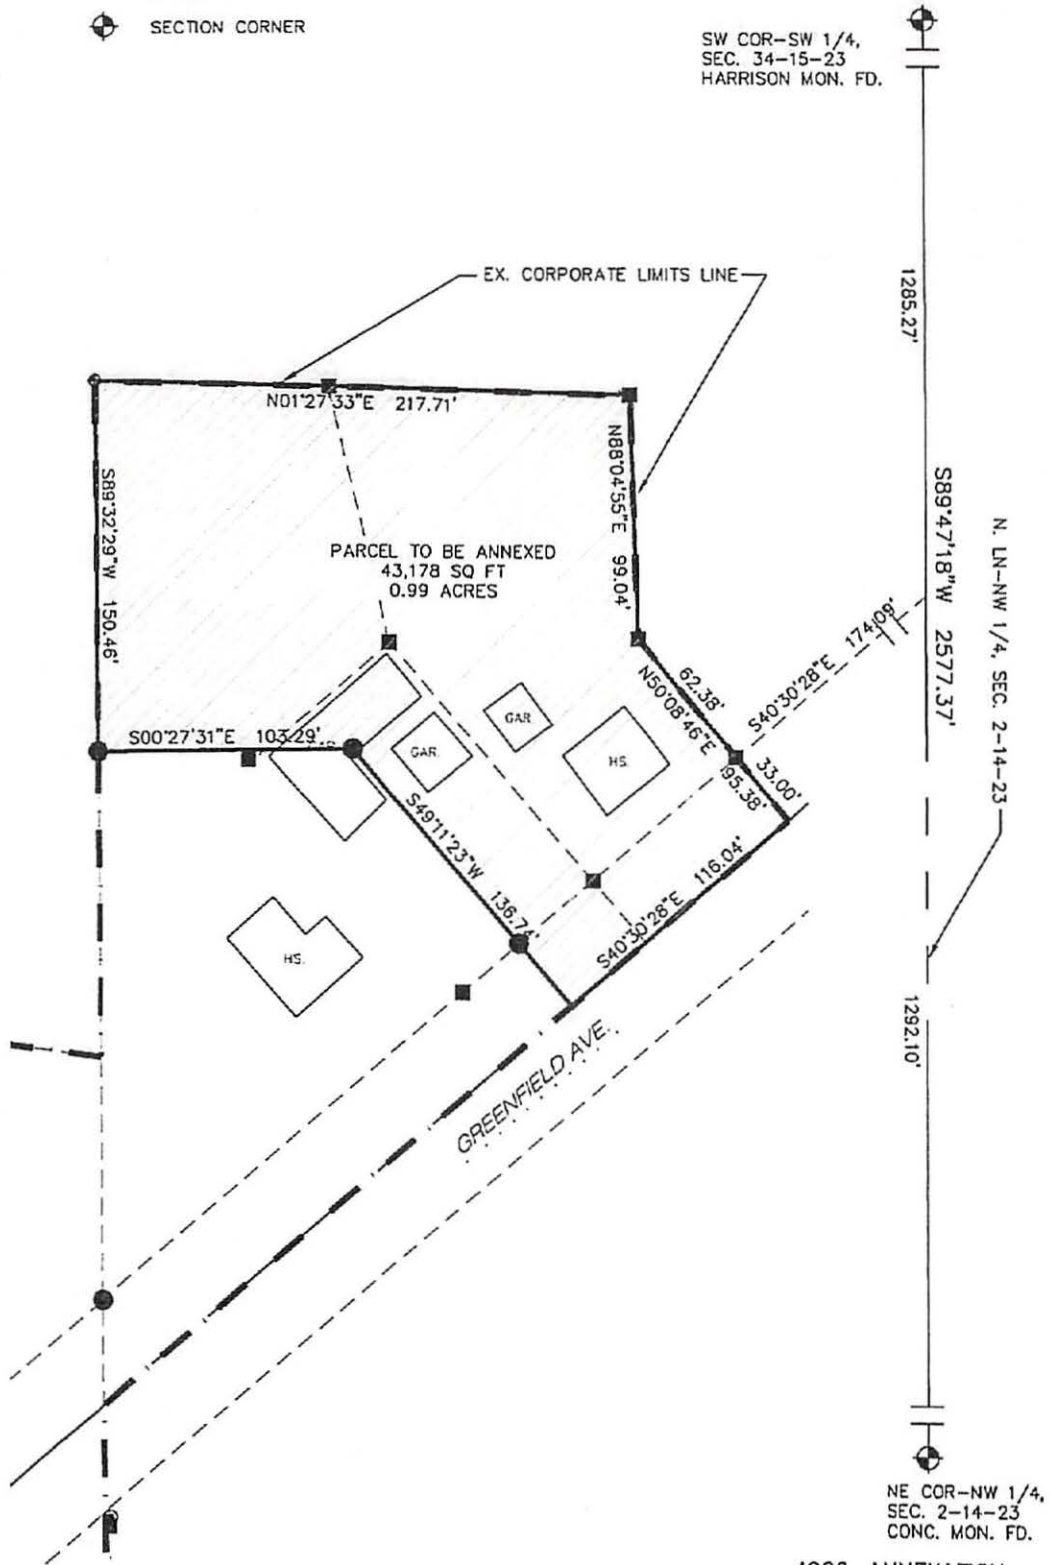 SECTION CORNER
SW COR-SW 1/4,
SEC. 34-15-23
HARRISON MON. FD.
EX. CORPORATE LIMITS LINE
1285.27'
N01°27'33"E 217.71'
N88°04'55"E 99.04'
S89°32'29"W 150.46'
PARCEL TO BE ANNEXED
43,178 SQ FT
0.99 ACRES
S89°47'18"W 2577.37'
N. LN-NW 1/4, SEC. 2-14-23
S40°30'28"E 174.09'
62.38'
N50°08'46"E 95.38'
33.00'
S00°27'31"E 103.29'
GAR.
GAR.
HS.
S49°11'23"W 136.74'
S40°30'28"E 116.04'
HS.
GREENFIELD AVE.
1292.10'
NE COR-NW 1/4,
SEC. 2-14-23
CONC. MON. FD.